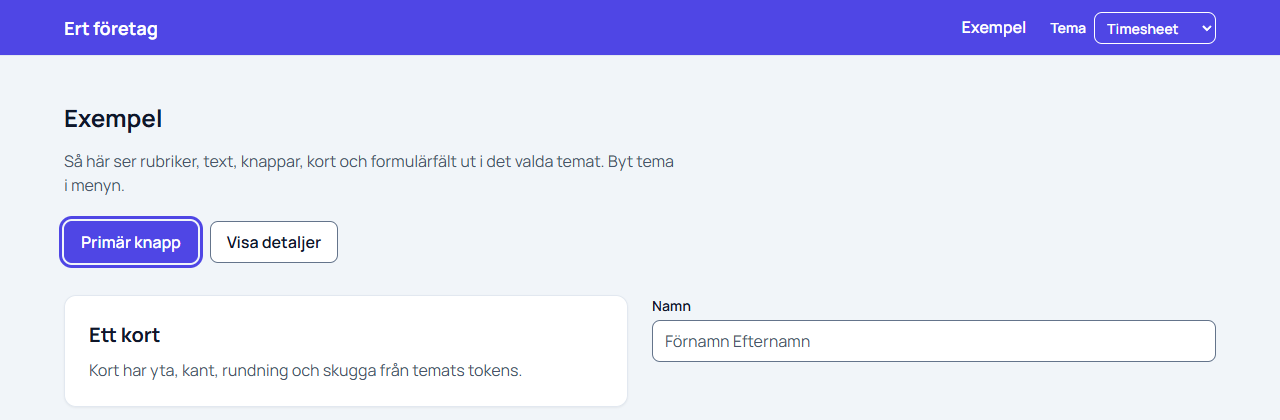 Ert företag
Exempel
Tema
Timesheet
Exempel
Så här ser rubriker, text, knappar, kort och formulärfält ut i det valda temat. Byt tema
i menyn.
Primär knapp
Visa detaljer
Ett kort
Kort har yta, kant, rundning och skugga från temats tokens.
Namn
Förnamn Efternamn